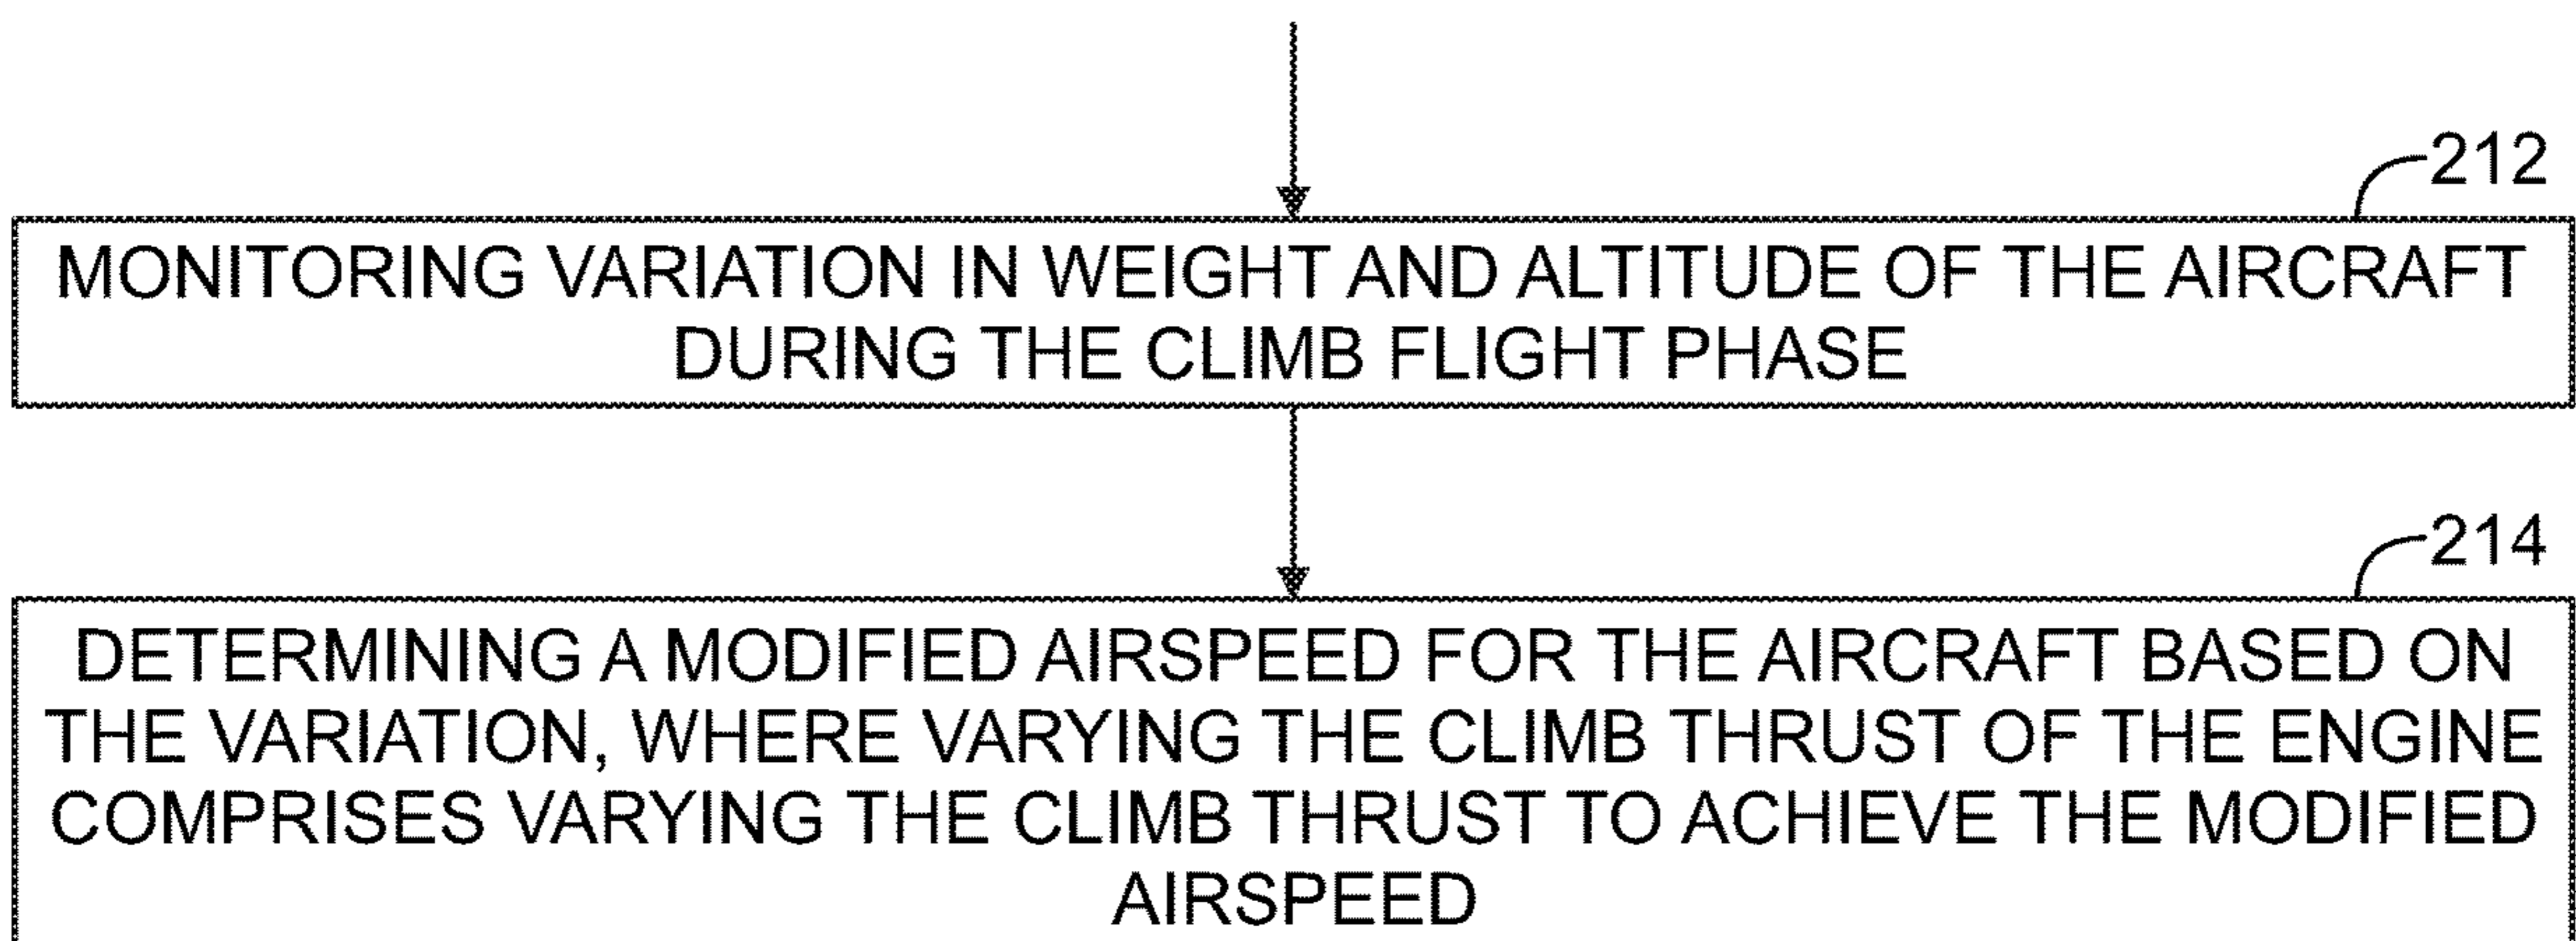 212
MONITORING VARIATION IN WEIGHT AND ALTITUDE OF THE AIRCRAFT
DURING THE CLIMB FLIGHT PHASE
214
DETERMINING A MODIFIED AIRSPEED FOR THE AIRCRAFT BASED ON
THE VARIATION, WHERE VARYING THE CLIMB THRUST OF THE ENGINE
COMPRISES VARYING THE CLIMB THRUST TO ACHIEVE THE MODIFIED
AIRSPEED